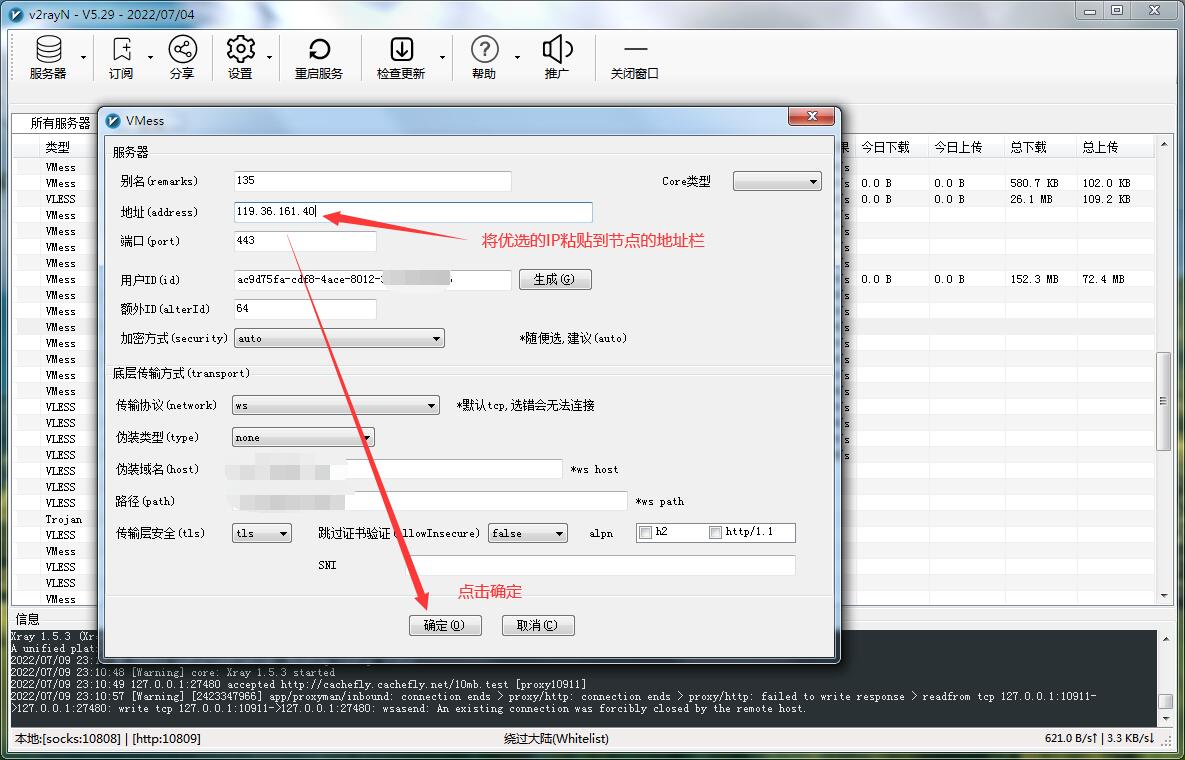 v2rayN - V5.29 - 2022/07/04
服务器 订阅 分享 设置 重启服务 检查更新 帮助 推广 关闭窗口
所有服务器
类型 果 今日下载 今日上传 总下载 总上传
VMess
VMess 0.0 B 0.0 B 580.7 KB 102.0 KB
VLESS 0.0 B 0.0 B 26.1 MB 109.2 KB
VMess
VMess
VMess
VMess
VMess 0.0 B 0.0 B 152.3 MB 72.4 MB
VMess
VMess
VMess
VMess
VMess
VMess
VMess
VLESS
VLESS
VLESS
VLESS
VLESS
VLESS
VLESS
Trojan
VLESS
VMess
VLESS
VLESS
VMess
VMess
服务器
别名(remarks) 135 Core类型
地址(address) 119.36.161.40
端口(port) 443
将优选的IP粘贴到节点的地址栏
用户ID(id) ac9d75fa-cdf8-4ace-8012- 生成(G)
额外ID(alterId) 64
加密方式(security) auto *随便选,建议(auto)
底层传输方式(transport)
传输协议(network) ws *默认tcp,选错会无法连接
伪装类型(type) none
伪装域名(host) *ws host
路径(path) *ws path
传输层安全(tls) tls 跳过证书验证(allowInsecure) false alpn h2 http/1.1
SNI
点击确定
确定(O) 取消(C)
信息
Xray 1.5.3 (Xr
A unified plat
2022/07/09 23:1
2022/07/09 23:10:48 [Warning] core: Xray 1.5.3 started
2022/07/09 23:10:49 127.0.0.1:27480 accepted http://cachefly.cachefly.net/10mb.test [proxy10911]
2022/07/09 23:10:57 [Warning] [2423347966] app/proxyman/inbound: connection ends > proxy/http: connection ends > proxy/http: failed to write response > readfrom tcp 127.0.0.1:10911-
>127.0.0.1:27480: write tcp 127.0.0.1:10911->127.0.0.1:27480: wsasend: An existing connection was forcibly closed by the remote host.
本地:[socks:10808] | [http:10809] 绕过大陆(Whitelist) 621.0 B/s↑ | 3.3 KB/s↓